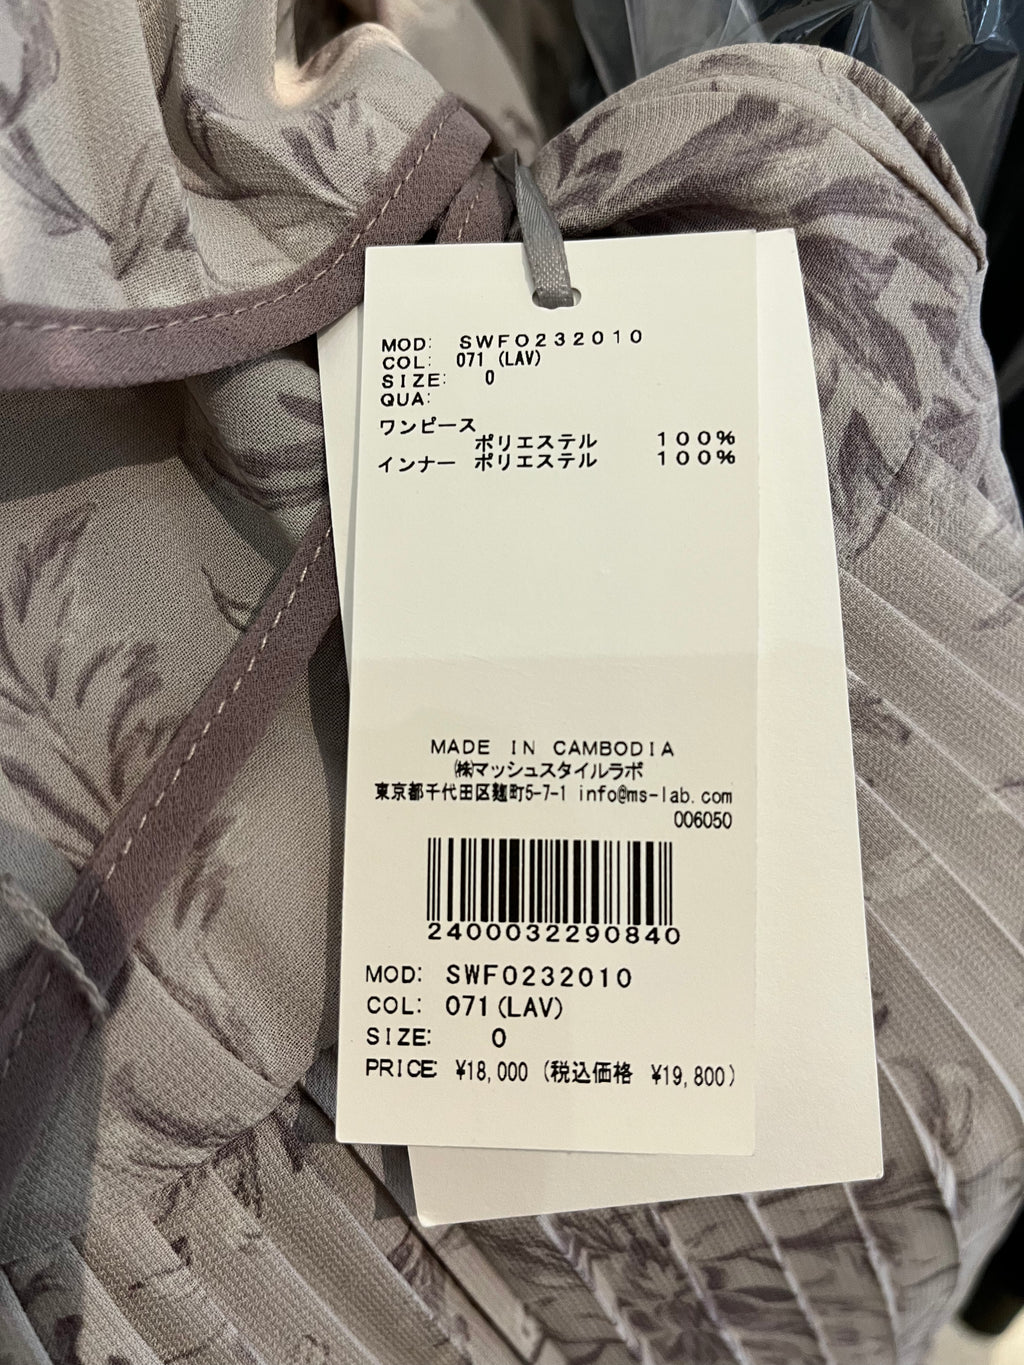 MOD: SWFO232010
COL: 071 (LAV)
SIZE: 0
QUA:
ワンピース
ポリエステル 100%
インナー ポリエステル 100%
MADE IN CAMBODIA
㈱マッシュスタイルラボ
東京都千代田区麹町5-7-1 info@ms-lab.com
006050
2400032290840
MOD: SWFO232010
COL: 071(LAV)
SIZE: 0
PRICE: ¥18,000 (税込価格 ¥19,800)